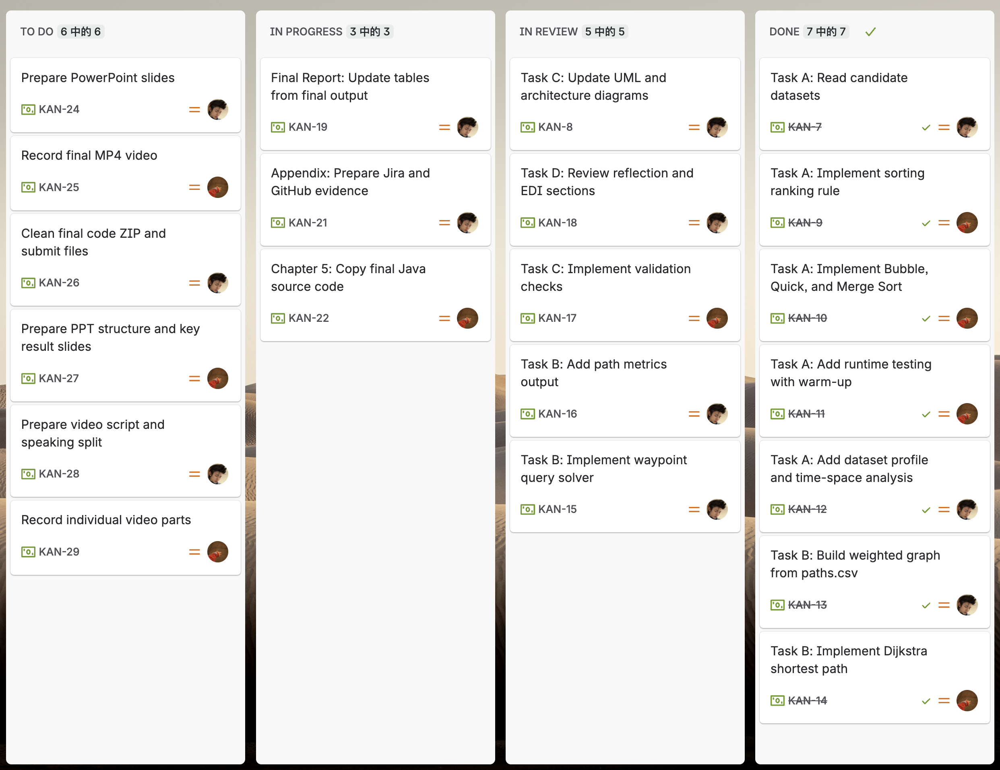 TO DO 6 中的 6
Prepare PowerPoint slides
KAN-24
Record final MP4 video
KAN-25
Clean final code ZIP and
submit files
KAN-26
Prepare PPT structure and key
result slides
KAN-27
Prepare video script and
speaking split
KAN-28
Record individual video parts
KAN-29
IN PROGRESS 3 中的 3
Final Report: Update tables
from final output
KAN-19
Appendix: Prepare Jira and
GitHub evidence
KAN-21
Chapter 5: Copy final Java
source code
KAN-22
IN REVIEW 5 中的 5
Task C: Update UML and
architecture diagrams
KAN-8
Task D: Review reflection and
EDI sections
KAN-18
Task C: Implement validation
checks
KAN-17
Task B: Add path metrics
output
KAN-16
Task B: Implement waypoint
query solver
KAN-15
DONE 7 中的 7
Task A: Read candidate
datasets
KAN-7
Task A: Implement sorting
ranking rule
KAN-9
Task A: Implement Bubble,
Quick, and Merge Sort
KAN-10
Task A: Add runtime testing
with warm-up
KAN-11
Task A: Add dataset profile
and time-space analysis
KAN-12
Task B: Build weighted graph
from paths.csv
KAN-13
Task B: Implement Dijkstra
shortest path
KAN-14